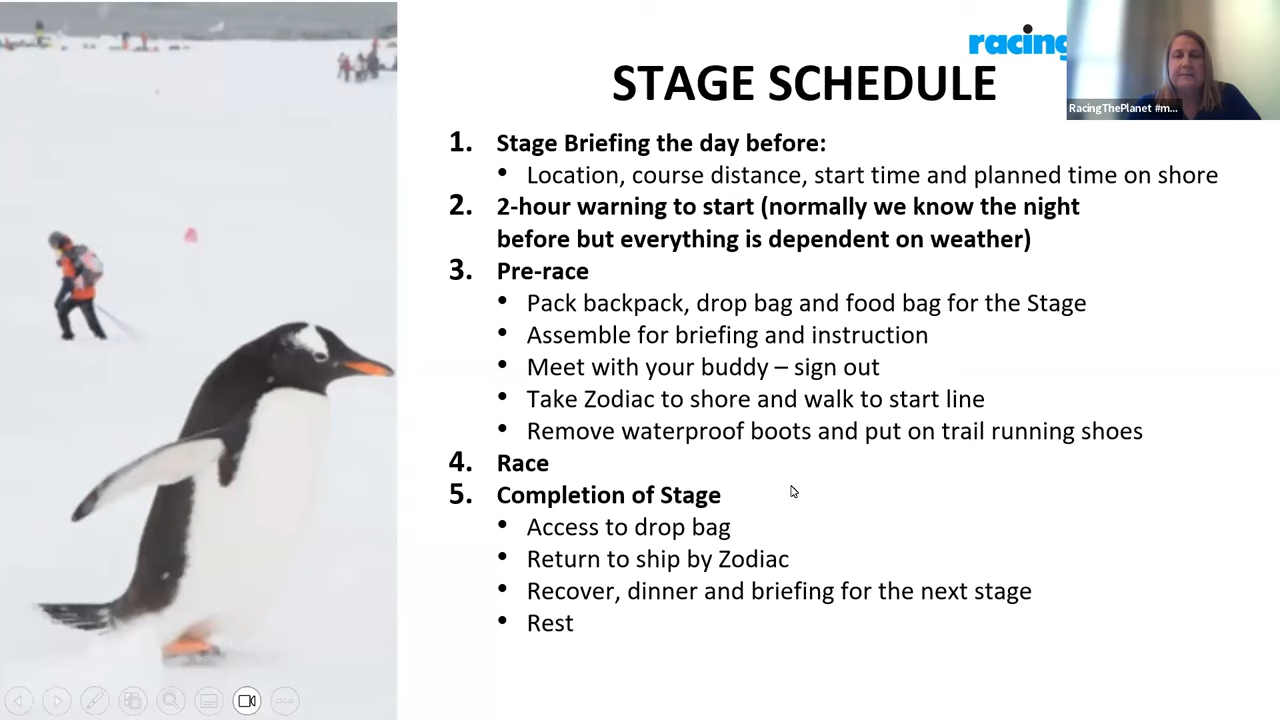 racing
STAGE SCHEDULE
RacingThePlanet #m...
1. Stage Briefing the day before:
• Location, course distance, start time and planned time on shore
2. 2-hour warning to start (normally we know the night
before but everything is dependent on weather)
3. Pre-race
• Pack backpack, drop bag and food bag for the Stage
• Assemble for briefing and instruction
• Meet with your buddy – sign out
• Take Zodiac to shore and walk to start line
• Remove waterproof boots and put on trail running shoes
4. Race
5. Completion of Stage
• Access to drop bag
• Return to ship by Zodiac
• Recover, dinner and briefing for the next stage
• Rest